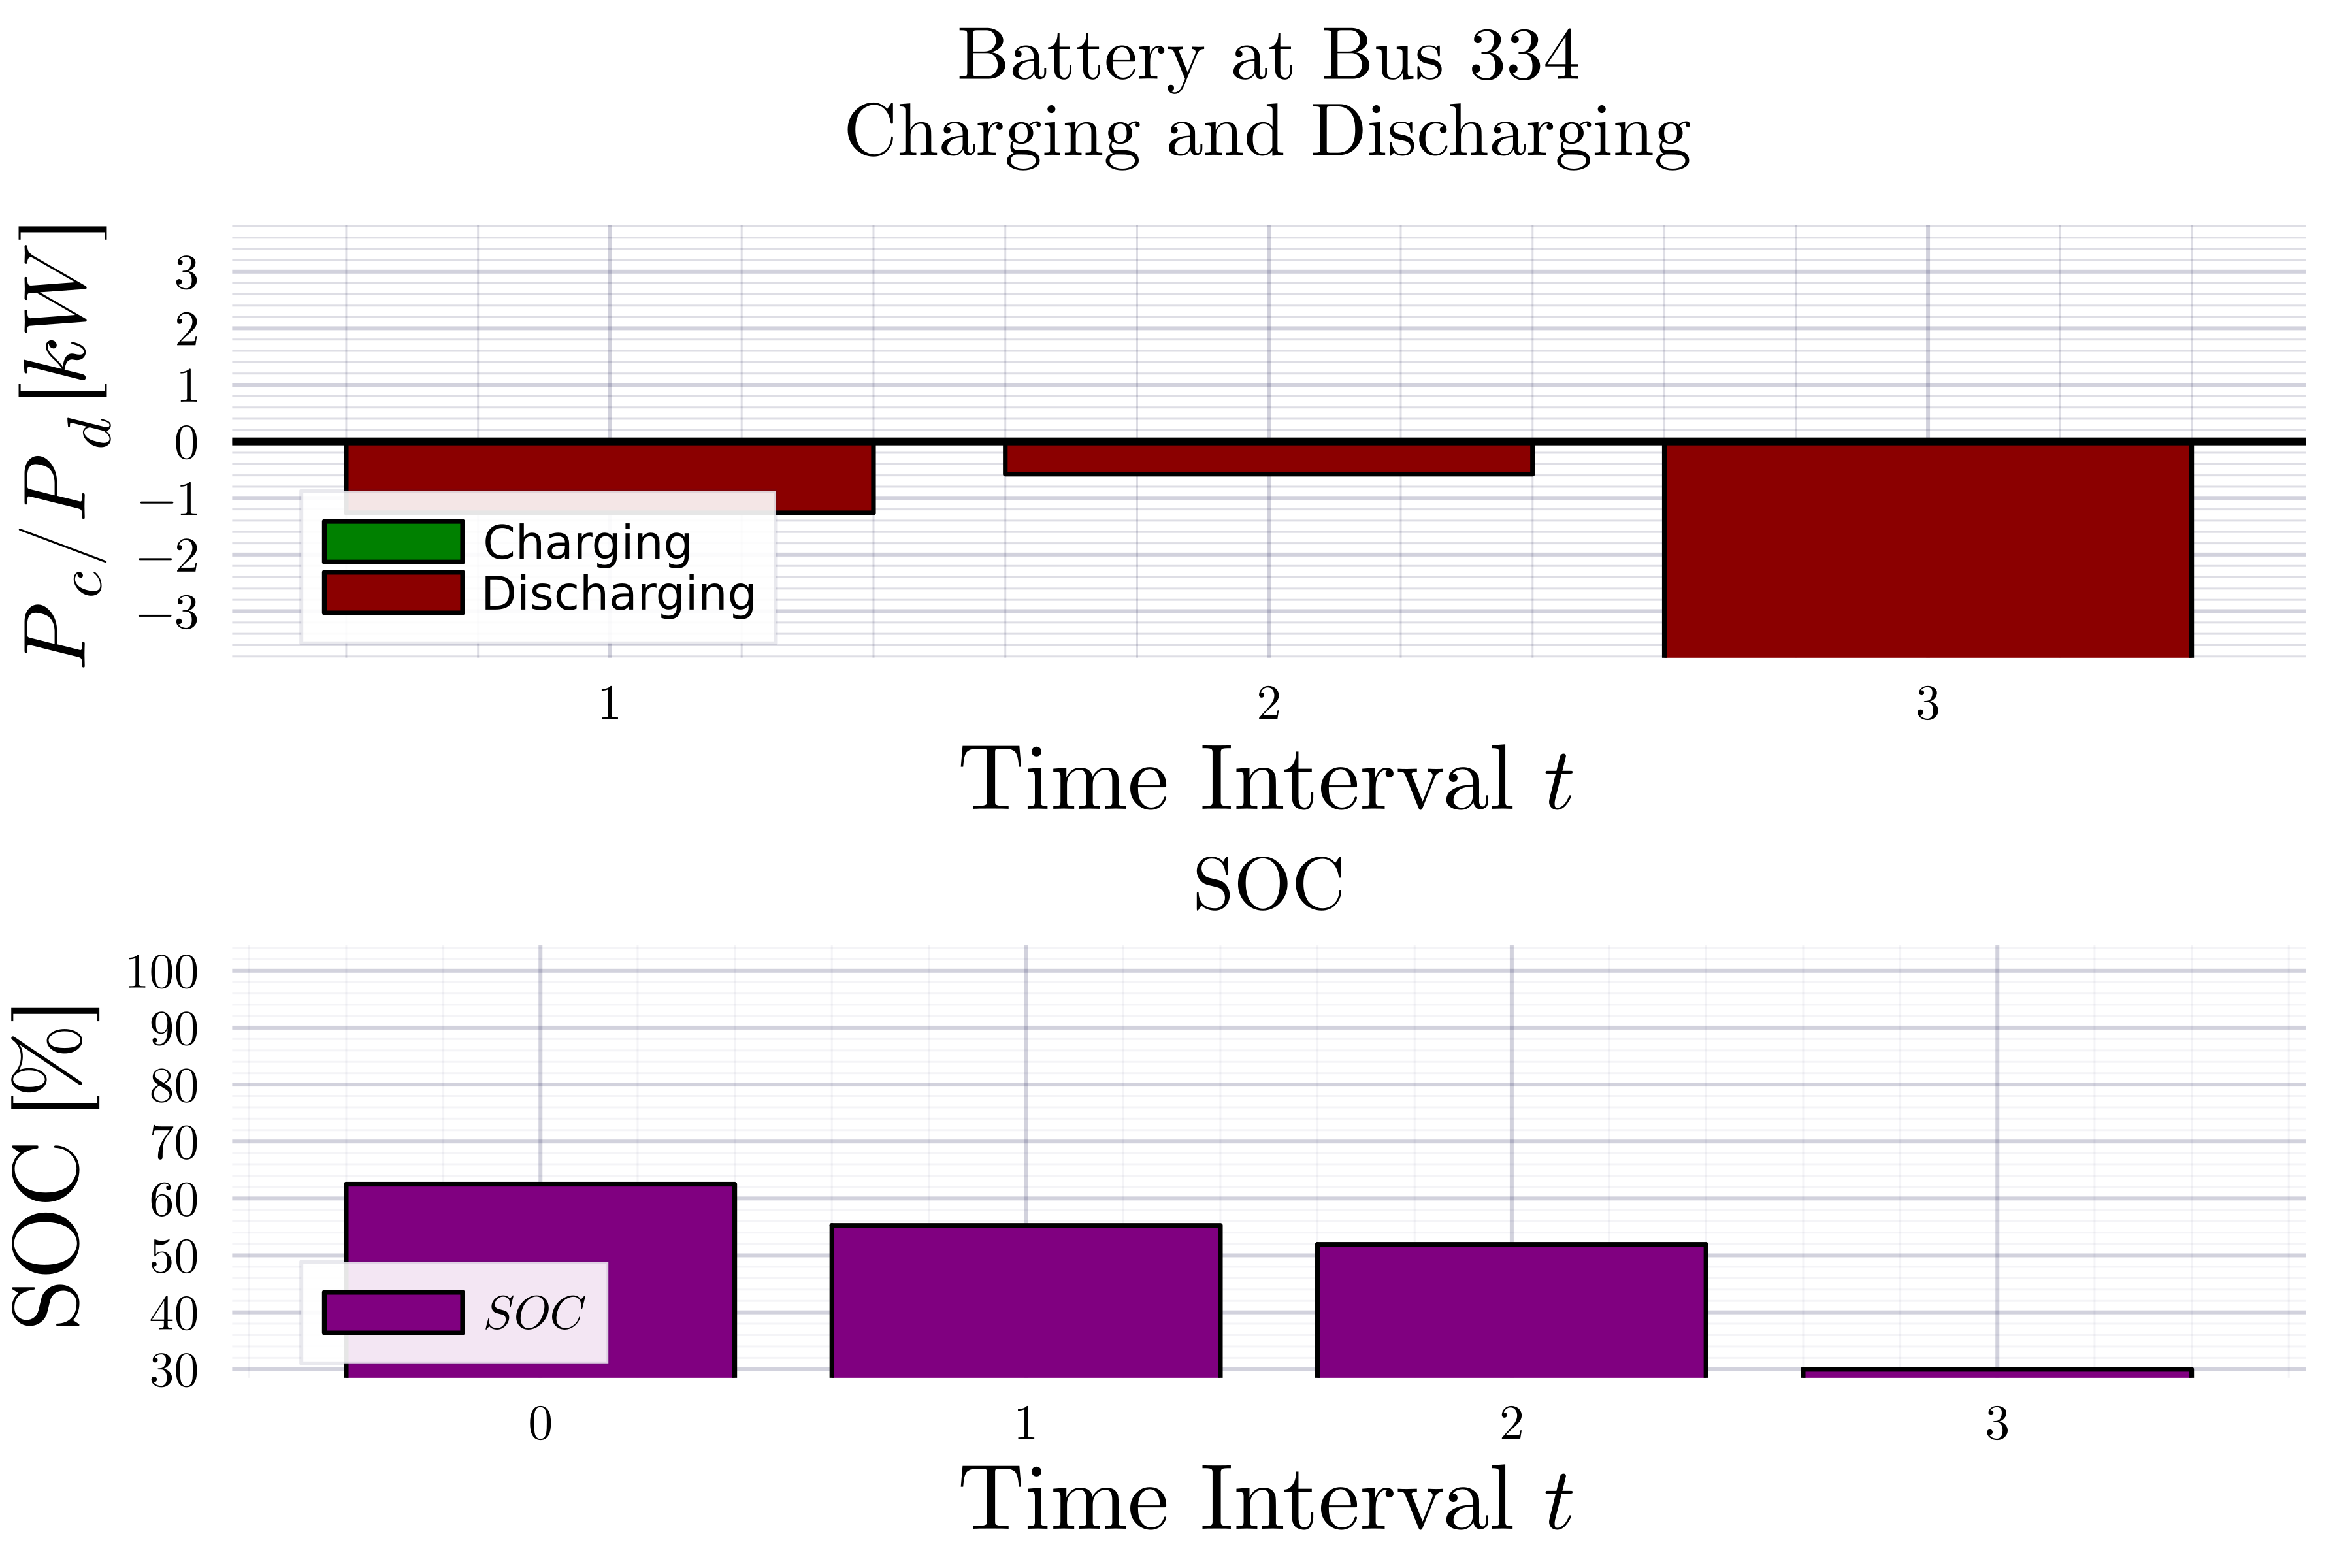 Battery at Bus 334
Charging and Discharging
P_c/P_d [kW]
3
2
1
0
−1
−2
−3
Charging
Discharging
1
2
3
Time Interval t
SOC
SOC [%]
100
90
80
70
60
50
40
30
SOC
0
1
2
3
Time Interval t